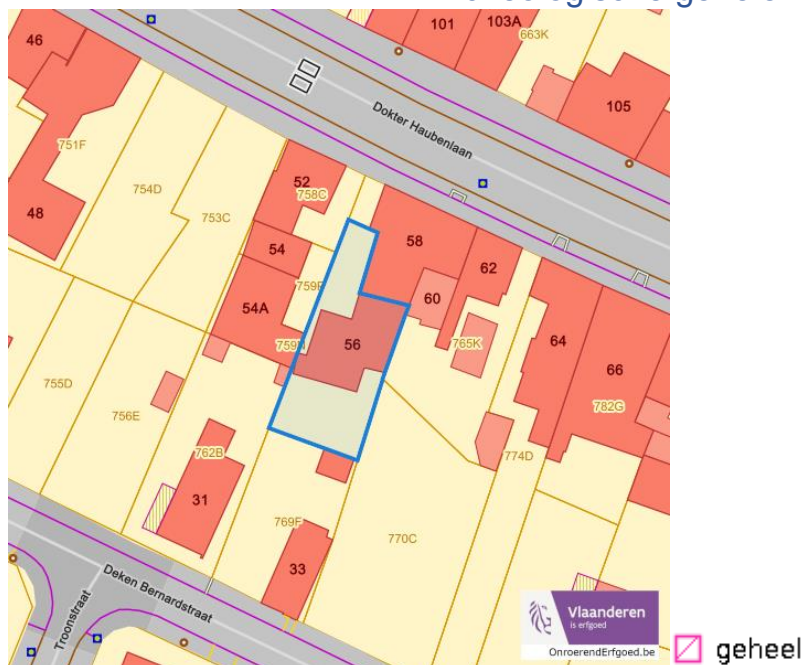 101
103A
663K
46
105
Dokter Haubenlaan
751F
754D
52
758C
48
753C
58
54
62
759P
60
54A
56
759N
765K
64
66
755D
756E
782G
762B
774D
31
769F
770C
33
Deken Bernardstraat
Troonstraat
Vlaanderen
is erfgoed
OnroerendErfgoed.be
geheel